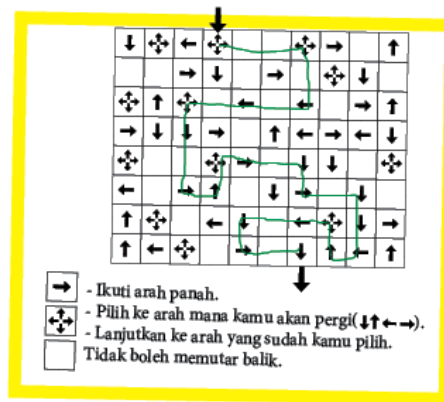 - Ikuti arah panah.
- Pilih ke arah mana kamu akan pergi(↓↑←→).
- Lanjutkan ke arah yang sudah kamu pilih.
Tidak boleh memutar balik.